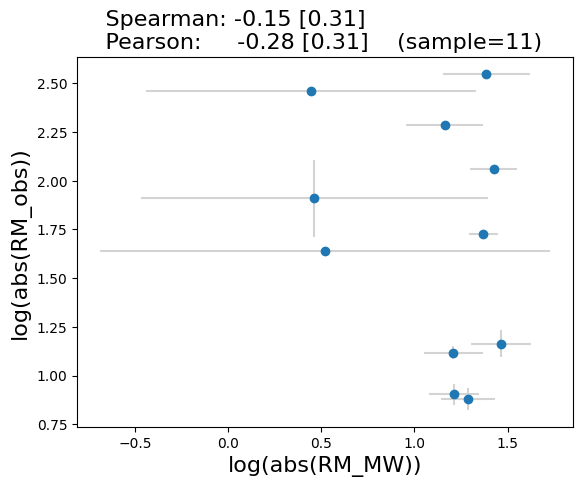 Spearman: -0.15 [0.31]
Pearson: -0.28 [0.31] (sample=11)
2.50
2.25
2.00
1.75
1.50
1.25
1.00
0.75
log(abs(RM_obs))
−0.5 0.0 0.5 1.0 1.5
log(abs(RM_MW))